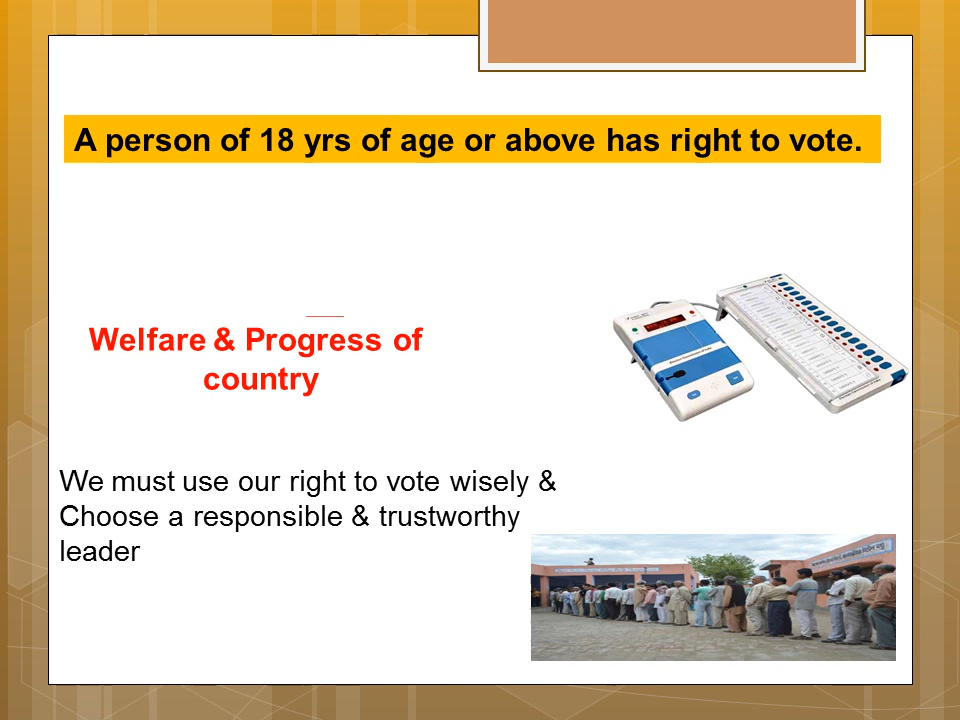 A person of 18 yrs of age or above has right to vote.
Welfare & Progress of
country
We must use our right to vote wisely &
Choose a responsible & trustworthy
leader